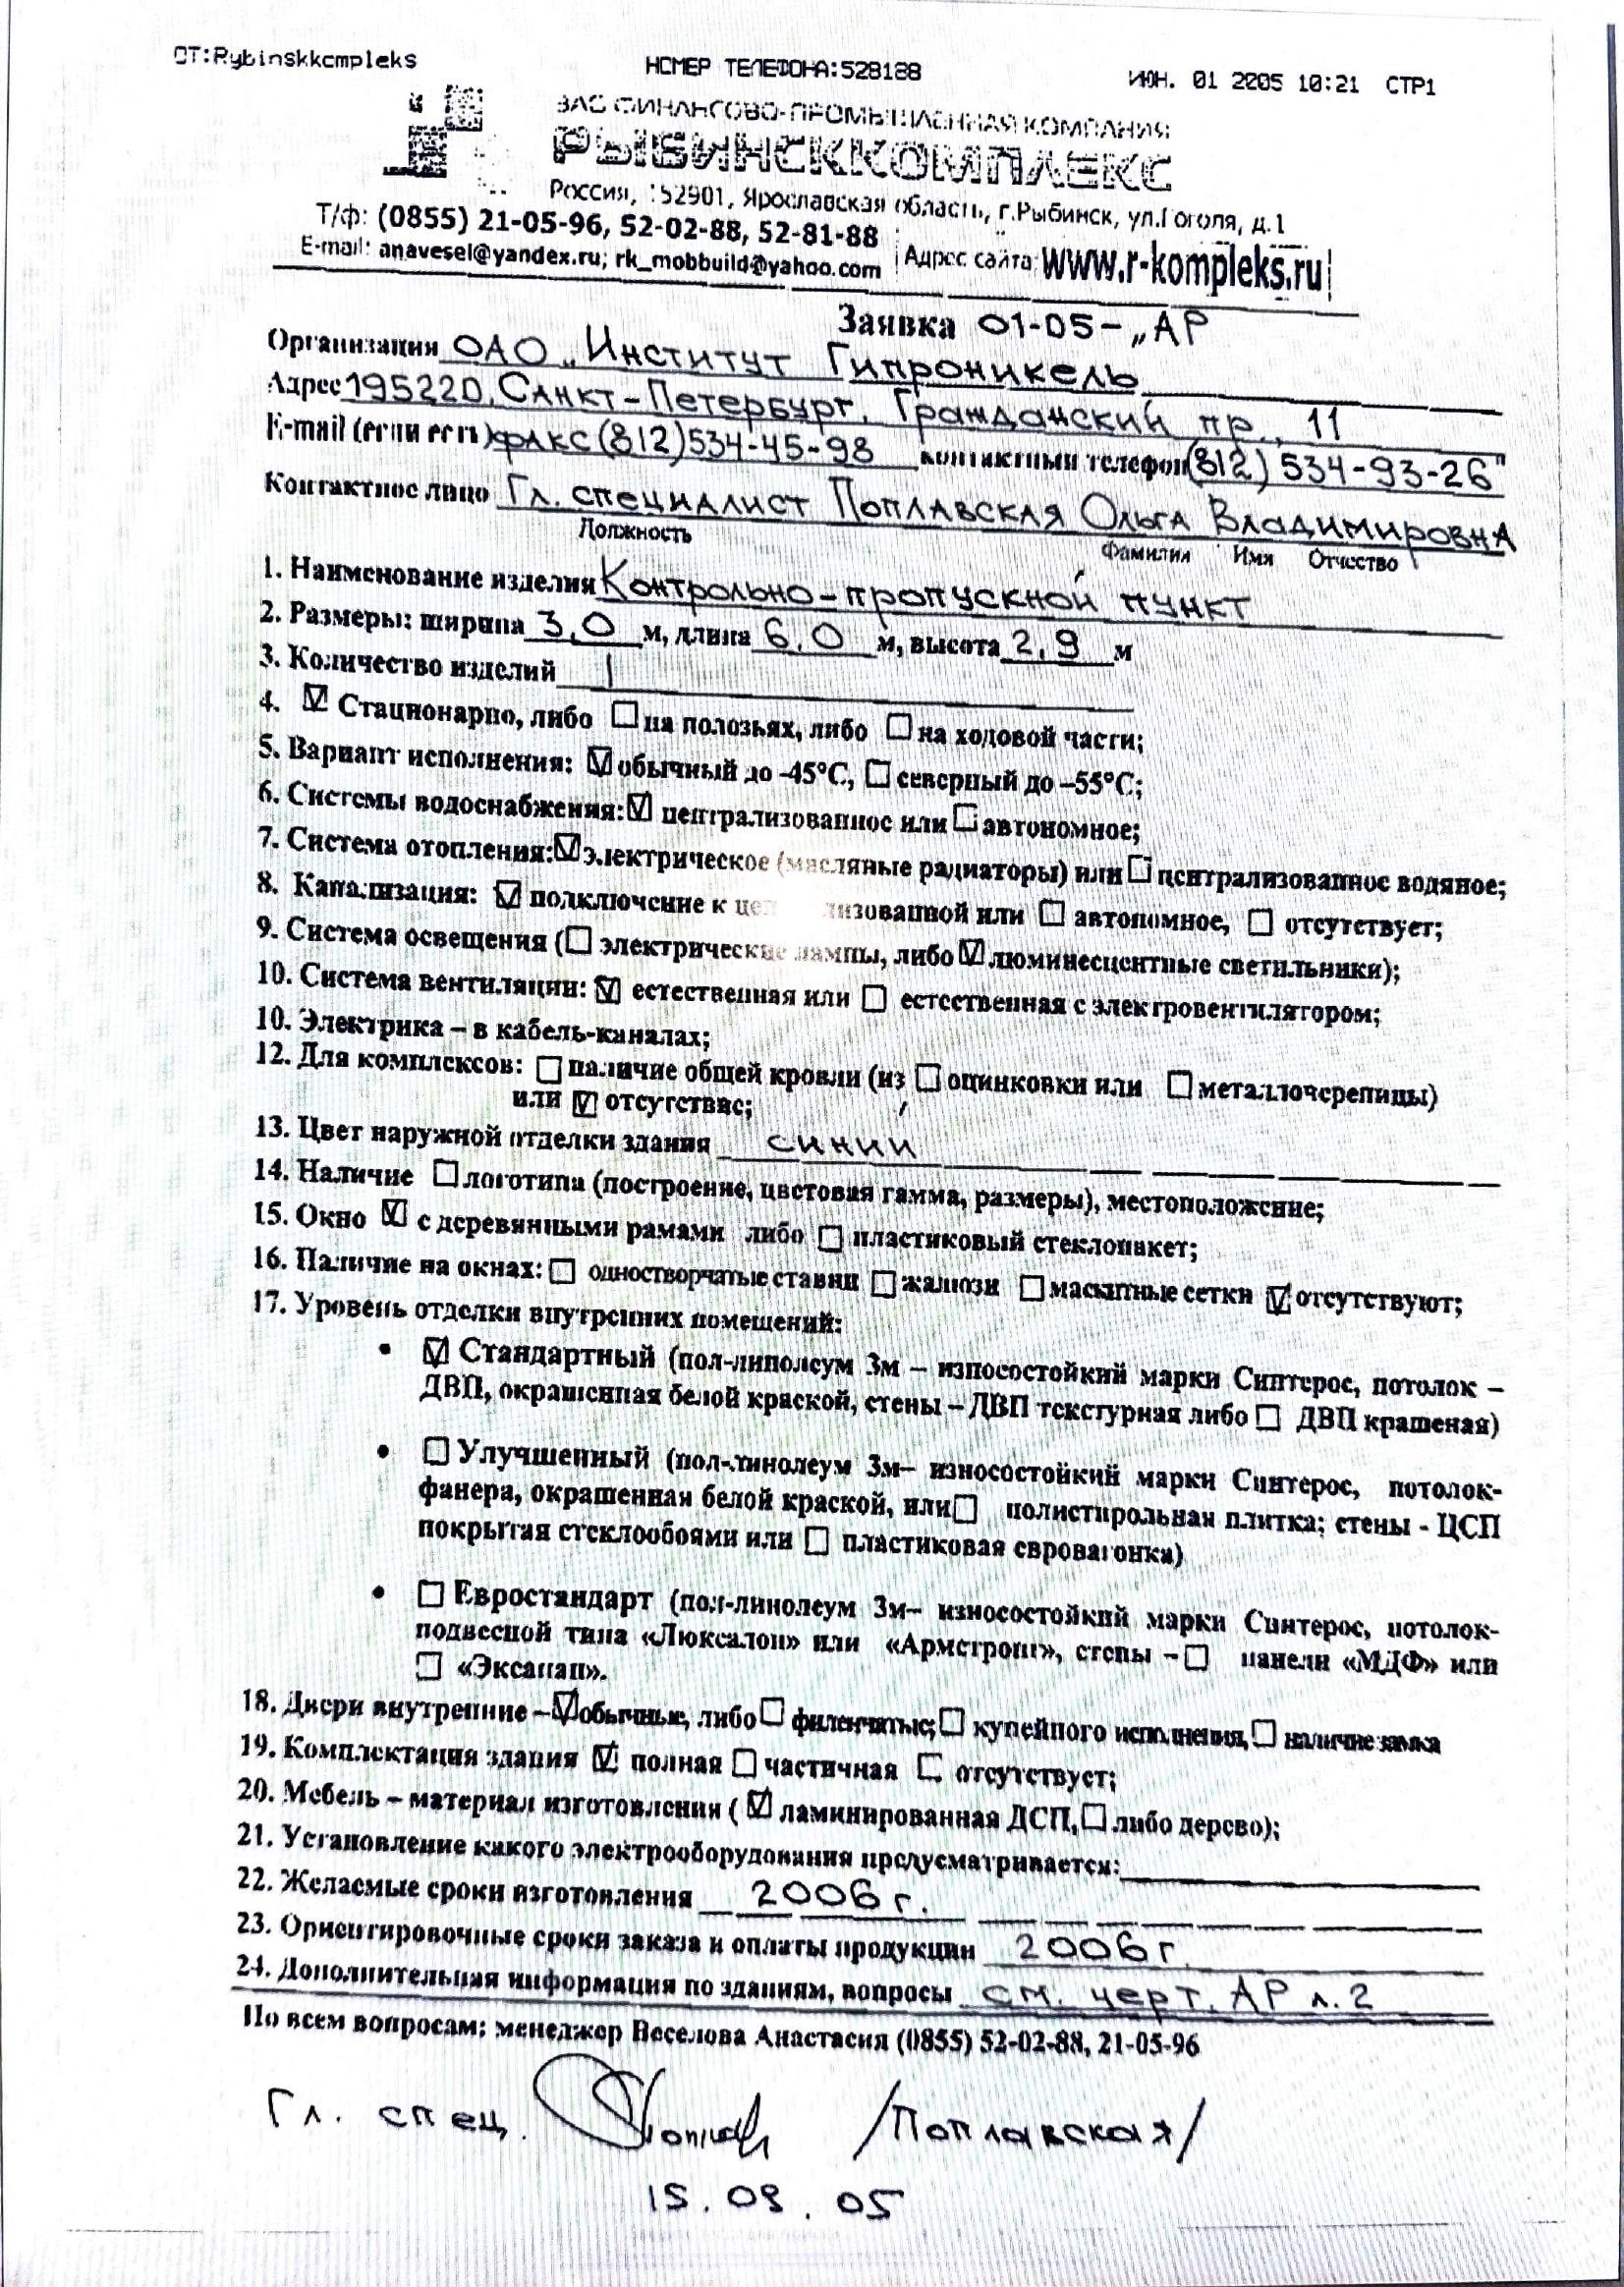 ОТ:Rybinskkompleks НОМЕР ТЕЛЕФОНА:528188 ИЮН. 01 2205 10:21 СТР1
ЗАО ФИНАНСОВО-ПРОМЫШЛЕННАЯ КОМПАНИЯ
РЫБИНСККОМПЛЕКС
Россия, 152901, Ярославская область, г.Рыбинск, ул.Гоголя, д.1
Т/ф: (0855) 21-05-96, 52-02-88, 52-81-88
E-mail: anavesel@yandex.ru; rk_mobbuild@yahoo.com Адрес сайта: www.r-kompleks.ru
Заявка 01-05-„АР
Организация ОАО „Институт Гипроникель
Адрес 195220, Санкт-Петербург, Гражданский пр., 11
E-mail (если есть) факс (812)534-45-98 контактный телефон (812) 534-93-26"
Контактное лицо Гл. специалист Поплавская Ольга Владимировна
Должность Фамилия Имя Отчество
1. Наименование изделия Контрольно-пропускной пункт
2. Размеры: ширина 3,0 м, длина 6,0 м, высота 2,9 м
3. Количество изделий 1
4. ☑ Стационарно, либо ☐ на полозьях, либо ☐ на ходовой части;
5. Вариант исполнения: ☑ обычный до -45°С, ☐ северный до –55°С;
6. Системы водоснабжения: ☑ централизованное или ☐ автономное;
7. Система отопления: ☑ электрическое (масляные радиаторы) или ☐ централизованное водяное;
8. Канализация: ☑ подключение к централизованной или ☐ автономное, ☐ отсутствует;
9. Система освещения (☐ электрические лампы, либо ☑ люминесцентные светильники);
10. Система вентиляции: ☑ естественная или ☐ естественная с электровентилятором;
10. Электрика – в кабель-каналах;
12. Для комплексов: ☐ наличие общей кровли (из ☐ оцинковки или ☐ металлочерепицы)
или ☑ отсутствие;
13. Цвет наружной отделки здания синий
14. Наличие ☐ логотипа (построение, цветовая гамма, размеры), местоположение;
15. Окно ☑ с деревянными рамами либо ☐ пластиковый стеклопакет;
16. Наличие на окнах: ☐ одностворчатые ставни ☐ жалюзи ☐ маскитные сетки ☑ отсутствуют;
17. Уровень отделки внутренних помещений:
• ☑ Стандартный (пол-линолеум 3м – износостойкий марки Синтерос, потолок –
ДВП, окрашенная белой краской, стены – ДВП текстурная либо ☐ ДВП крашеная)
• ☐ Улучшенный (пол-линолеум 3м– износостойкий марки Синтерос, потолок-
фанера, окрашенная белой краской, или ☐ полистирольная плитка; стены - ЦСП
покрытая стеклообоями или ☐ пластиковая евровагонка)
• ☐ Евростандарт (пол-линолеум 3м– износостойкий марки Синтерос, потолок-
подвесной типа «Люксалон» или «Армстронг», стены – ☐ панели «МДФ» или
☐ «Эксапан».
18. Двери внутренние – ☑ обычные, либо ☐ филенчатые; ☐ купейного исполнения, ☐ наличие замка
19. Комплектация здания ☑ полная ☐ частичная ☐ отсутствует;
20. Мебель – материал изготовления ( ☑ ламинированная ДСП, ☐ либо дерево);
21. Установление какого электрооборудования предусматривается:
22. Желаемые сроки изготовления 2006 г.
23. Ориентировочные сроки заказа и оплаты продукции 2006 г
24. Дополнительная информация по зданиям, вопросы см. черт. АР л. 2
По всем вопросам: менеджер Веселова Анастасия (0855) 52-02-88, 21-05-96
Гл. спец. /Поплавская/
15.09.05